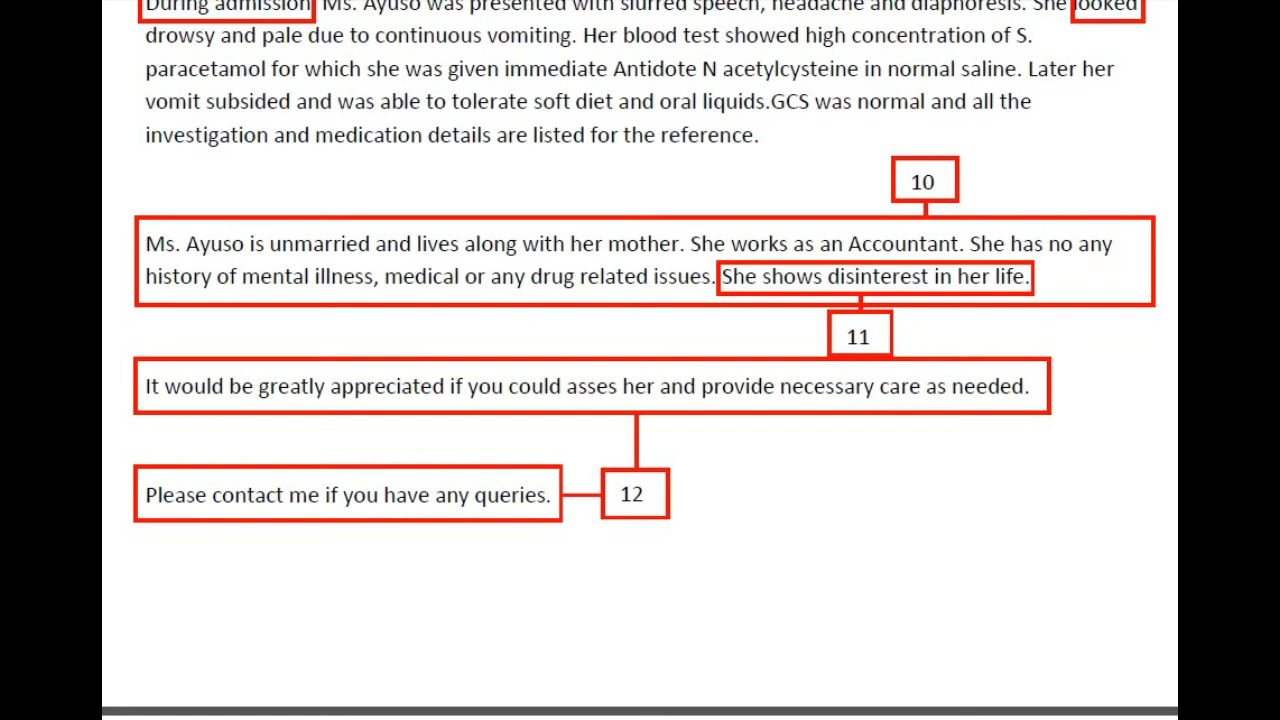 During admission, Ms. Ayuso was presented with slurred speech, headache and diaphoresis. She looked
drowsy and pale due to continuous vomiting. Her blood test showed high concentration of S.
paracetamol for which she was given immediate Antidote N acetylcysteine in normal saline. Later her
vomit subsided and was able to tolerate soft diet and oral liquids.GCS was normal and all the
investigation and medication details are listed for the reference.
10
Ms. Ayuso is unmarried and lives along with her mother. She works as an Accountant. She has no any
history of mental illness, medical or any drug related issues. She shows disinterest in her life.
11
It would be greatly appreciated if you could asses her and provide necessary care as needed.
Please contact me if you have any queries.
12